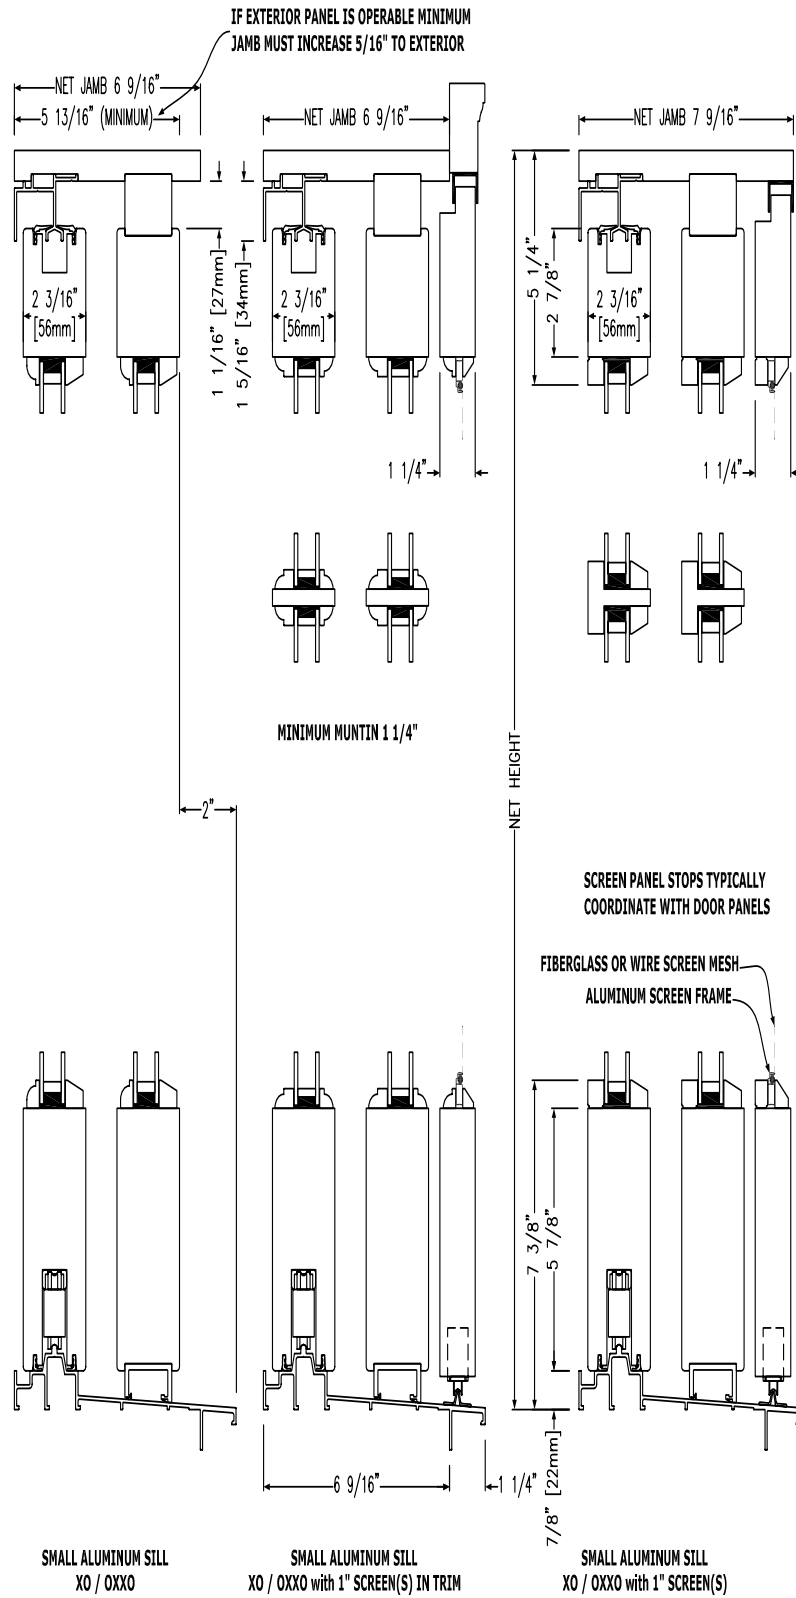 IF EXTERIOR PANEL IS OPERABLE MINIMUM
JAMB MUST INCREASE 5/16" TO EXTERIOR
NET JAMB 6 9/16"
5 13/16" (MINIMUM)
NET JAMB 6 9/16"
NET JAMB 7 9/16"
2 3/16"
[56mm]
1 1/16" [27mm]
1 5/16" [34mm]
2 3/16"
[56mm]
5 1/4"
2 7/8"
2 3/16"
[56mm]
1 1/4"
1 1/4"
MINIMUM MUNTIN 1 1/4"
NET HEIGHT
2"
SCREEN PANEL STOPS TYPICALLY
COORDINATE WITH DOOR PANELS
FIBERGLASS OR WIRE SCREEN MESH
ALUMINUM SCREEN FRAME
7 3/8"
5 7/8"
6 9/16"
1 1/4"
7/8" [22mm]
SMALL ALUMINUM SILL
XO / OXXO
SMALL ALUMINUM SILL
XO / OXXO with 1" SCREEN(S) IN TRIM
SMALL ALUMINUM SILL
XO / OXXO with 1" SCREEN(S)